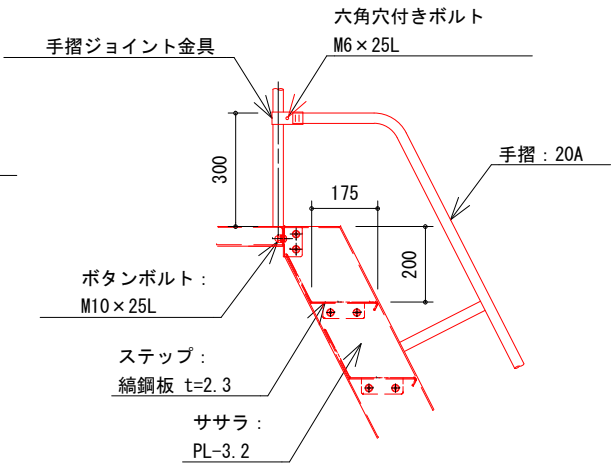 六角穴付きボルト
M6×25L
手摺ジョイント金具
手摺：20A
300
175
200
ボタンボルト：
M10×25L
ステップ：
縞鋼板 t=2.3
ササラ：
PL-3.2